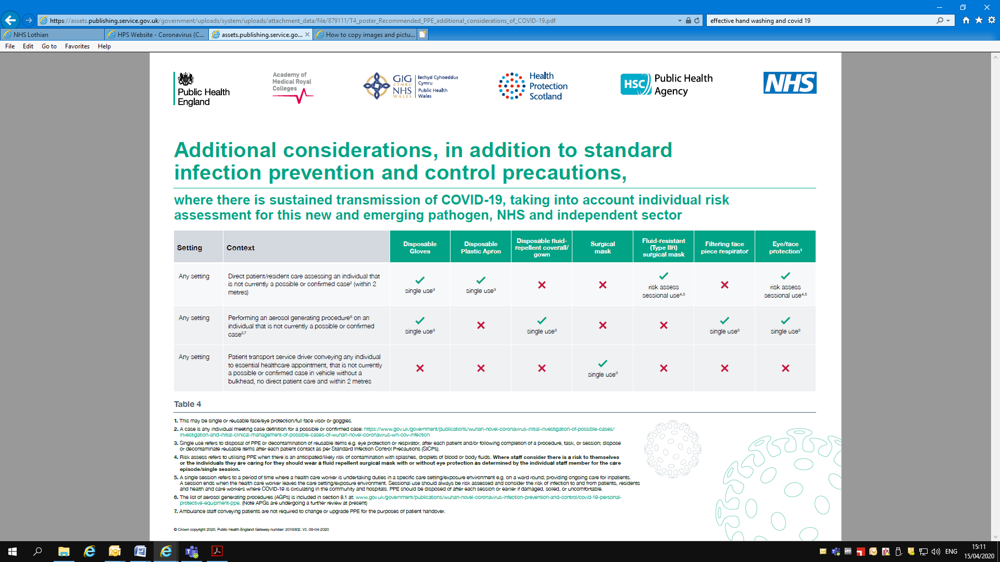 https://assets.publishing.service.gov.uk/government/uploads/system/uploads/attachment_data/file/879111/T4_poster_Recommended_PPE_additional_considerations_of_COVID-19.pdf
effective hand washing and covid 19
NHS Lothian
HPS Website - Coronavirus (C...
assets.publishing.service.go...
How to copy images and pictu...
File Edit Go to Favorites Help
Public Health
England
Academy of
Medical Royal
Colleges
GIG
CYMRU
NHS
WALES
Iechyd Cyhoeddus
Cymru
Public Health
Wales
Health
Protection
Scotland
HSC
Public Health
Agency
NHS
Additional considerations, in addition to standard
infection prevention and control precautions,
where there is sustained transmission of COVID-19, taking into account individual risk
assessment for this new and emerging pathogen, NHS and independent sector
Setting
Context
Disposable
Gloves
Disposable
Plastic Apron
Disposable fluid-
repellent coverall/
gown
Surgical
mask
Fluid-resistant
(Type IIR)
surgical mask
Filtering face
piece respirator
Eye/face
protection1
Any setting
Direct patient/resident care assessing an individual that
is not currently a possible or confirmed case2 (within 2
metres)
single use3
single use3
risk assess
sessional use4,5
risk assess
sessional use4,5
Any setting
Performing an aerosol generating procedure6 on an
individual that is not currently a possible or confirmed
case2,7
single use3
single use3
single use3
single use3
Any setting
Patient transport service driver conveying any individual
to essential healthcare appointment, that is not currently
a possible or confirmed case in vehicle without a
bulkhead, no direct patient care and within 2 metres
single use3
Table 4
1. This may be single or reusable face/eye protection/full face visor or goggles.
2. A case is any individual meeting case definition for a possible or confirmed case: https://www.gov.uk/government/publications/wuhan-novel-coronavirus-initial-investigation-of-possible-cases/
investigation-and-initial-clinical-management-of-possible-cases-of-wuhan-novel-coronavirus-wn-cov-infection
3. Single use refers to disposal of PPE or decontamination of reusable items e.g. eye protection or respirator, after each patient and/or following completion of a procedure, task, or session; dispose
or decontaminate reusable items after each patient contact as per Standard Infection Control Precautions (SICPs).
4. Risk assess refers to utilising PPE when there is an anticipated/likely risk of contamination with splashes, droplets of blood or body fluids. Where staff consider there is a risk to themselves
or the individuals they are caring for they should wear a fluid repellent surgical mask with or without eye protection as determined by the individual staff member for the care
episode/single session.
5. A single session refers to a period of time where a health care worker is undertaking duties in a specific care setting/exposure environment e.g. on a ward round; providing ongoing care for inpatients.
A session ends when the health care worker leaves the care setting/exposure environment. Sessional use should always be risk assessed and consider the risk of infection to and from patients, residents
and health and care workers where COVID-19 is circulating in the community and hospitals. PPE should be disposed of after each session or earlier if damaged, soiled, or uncomfortable.
6. The list of aerosol generating procedures (AGPs) is included in section 8.1 at: www.gov.uk/government/publications/wuhan-novel-coronavirus-infection-prevention-and-control/covid-19-personal-
protective-equipment-ppe. (Note APGs are undergoing a further review at present)
7. Ambulance staff conveying patients are not required to change or upgrade PPE for the purposes of patient handover.
© Crown copyright 2020. Public Health England Gateway number: 2019302. V2. 09-04-2020
ENG
15:11
15/04/2020